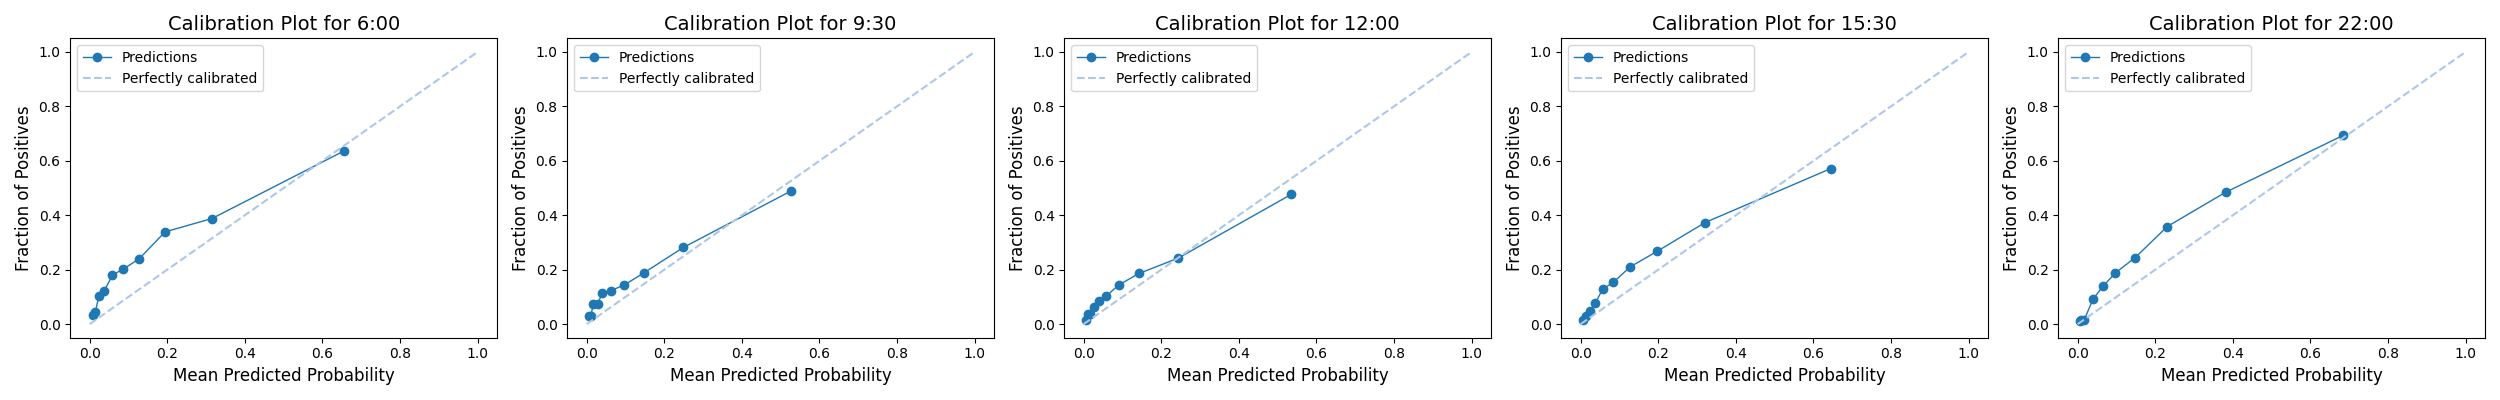 Calibration Plot for 6:00
1.0
0.8
0.6
0.4
0.2
0.0
Fraction of Positives
Predictions
Perfectly calibrated
0.0 0.2 0.4 0.6 0.8 1.0
Mean Predicted Probability
Calibration Plot for 9:30
1.0
0.8
0.6
0.4
0.2
0.0
Fraction of Positives
Predictions
Perfectly calibrated
0.0 0.2 0.4 0.6 0.8 1.0
Mean Predicted Probability
Calibration Plot for 12:00
1.0
0.8
0.6
0.4
0.2
0.0
Fraction of Positives
Predictions
Perfectly calibrated
0.0 0.2 0.4 0.6 0.8 1.0
Mean Predicted Probability
Calibration Plot for 15:30
1.0
0.8
0.6
0.4
0.2
0.0
Fraction of Positives
Predictions
Perfectly calibrated
0.0 0.2 0.4 0.6 0.8 1.0
Mean Predicted Probability
Calibration Plot for 22:00
1.0
0.8
0.6
0.4
0.2
0.0
Fraction of Positives
Predictions
Perfectly calibrated
0.0 0.2 0.4 0.6 0.8 1.0
Mean Predicted Probability